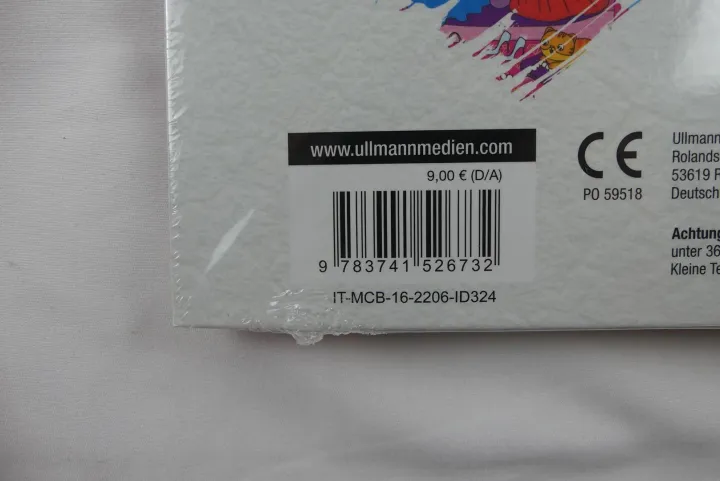 www.ullmannmedien.com
9,00 € (D/A)
9 783741 526732
IT-MCB-16-2206-ID324
CE
PO 59518
Ullmann
Rolands
53619 R
Deutsch
Achtung
unter 36
Kleine Te